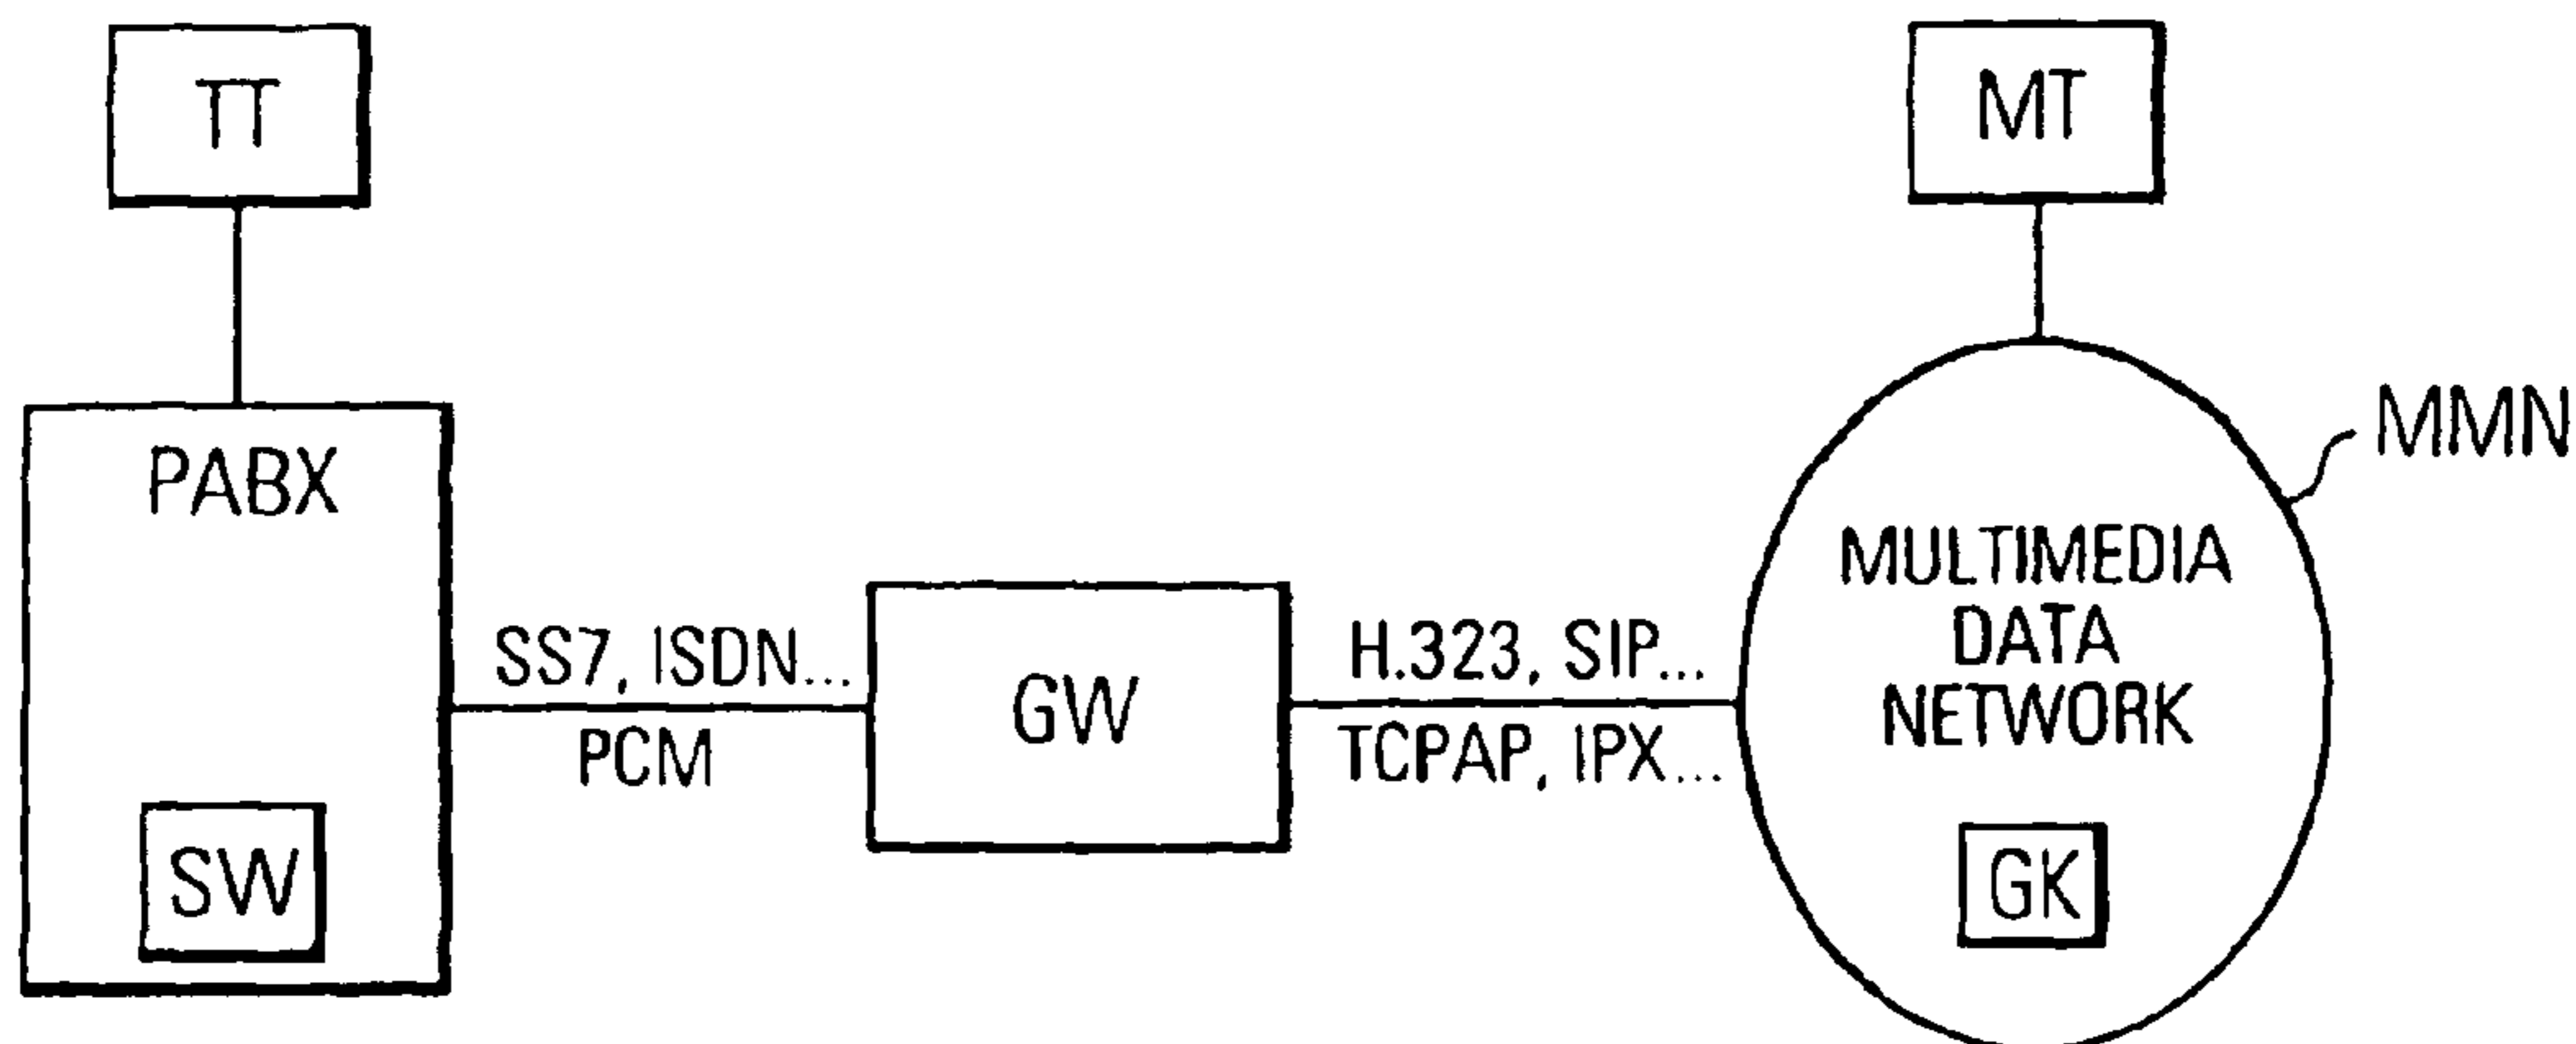 TT
MT
PABX
MMN
MULTIMEDIA
DATA
NETWORK
SS7, ISDN...
PCM
GW
H.323, SIP...
TCPAP, IPX...
SW
GK